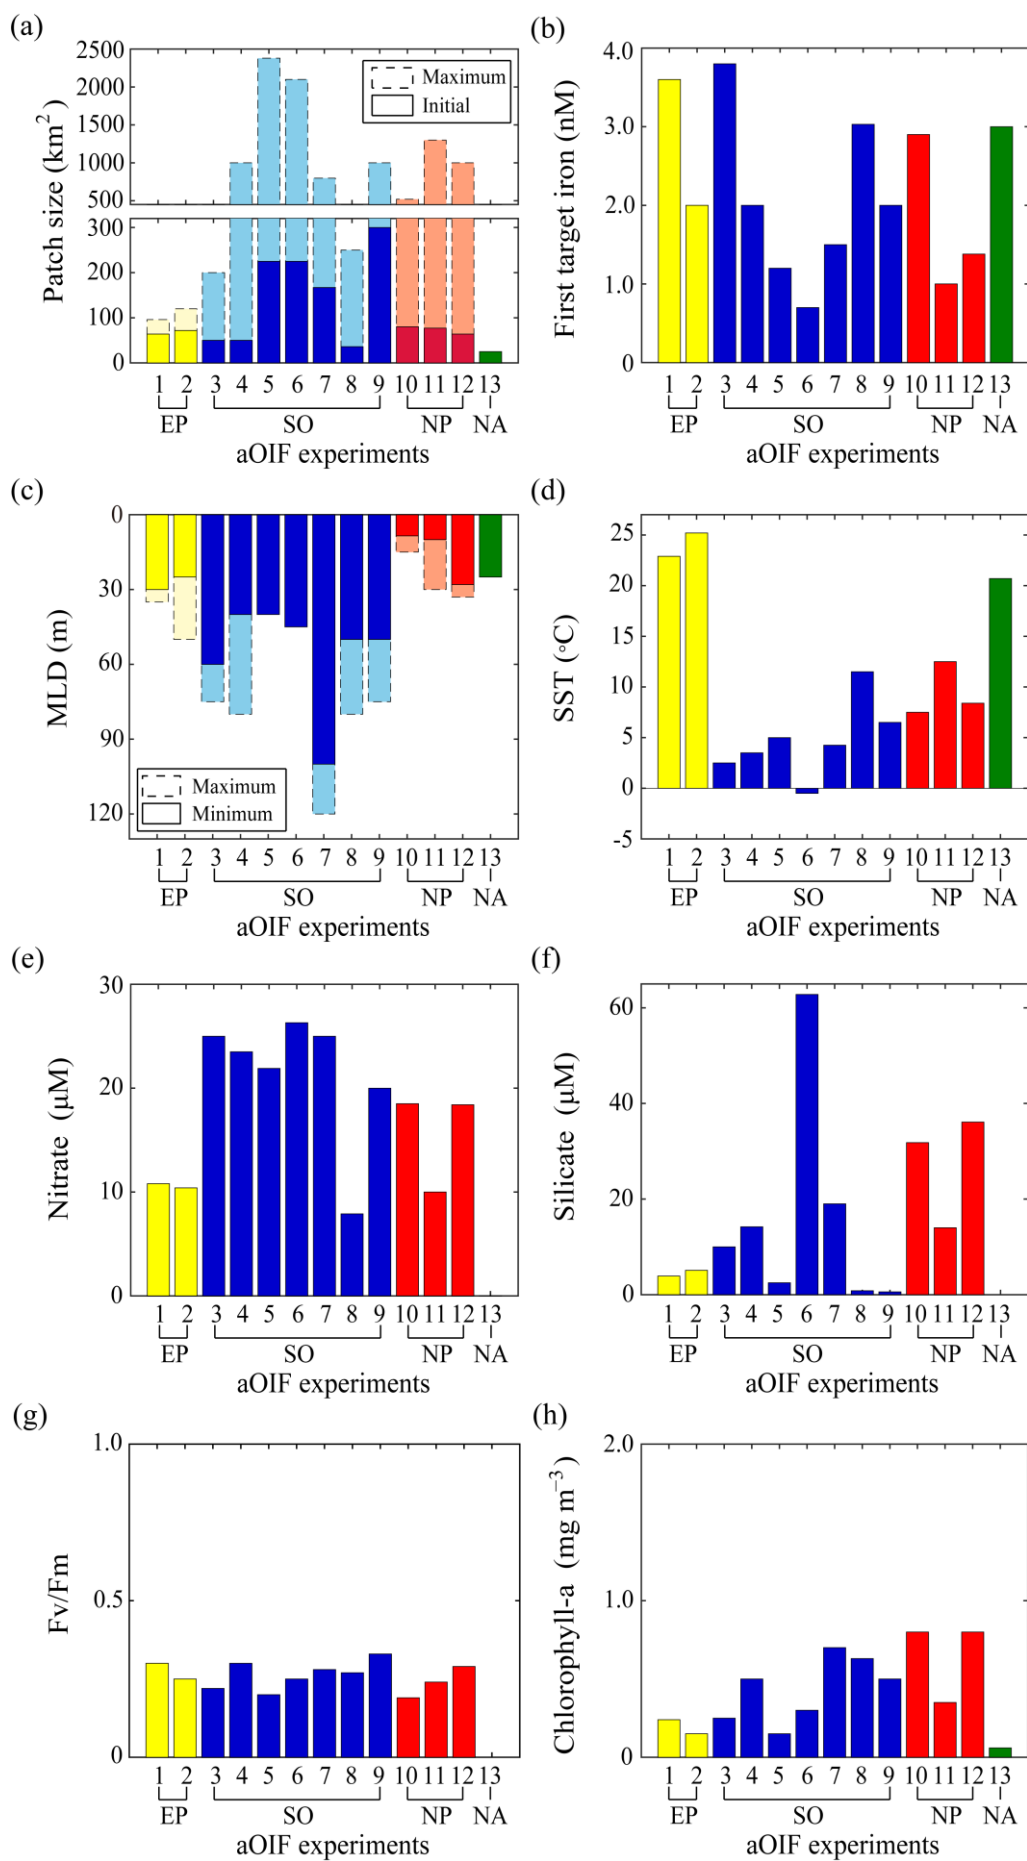 (a)
Patch size (km²)
2500
2000
1500
1000
500
300
200
100
0
Maximum
Initial
1 2 3 4 5 6 7 8 9 10 11 12 13
EP SO NP NA
aOIF experiments
(b)
First target iron (nM)
4.0
3.0
2.0
1.0
0
1 2 3 4 5 6 7 8 9 10 11 12 13
EP SO NP NA
aOIF experiments
(c)
MLD (m)
0
30
60
90
120
Maximum
Minimum
1 2 3 4 5 6 7 8 9 10 11 12 13
EP SO NP NA
aOIF experiments
(d)
SST (°C)
25
20
15
10
5
0
-5
1 2 3 4 5 6 7 8 9 10 11 12 13
EP SO NP NA
aOIF experiments
(e)
Nitrate (µM)
30
20
10
0
1 2 3 4 5 6 7 8 9 10 11 12 13
EP SO NP NA
aOIF experiments
(f)
Silicate (µM)
60
40
20
0
1 2 3 4 5 6 7 8 9 10 11 12 13
EP SO NP NA
aOIF experiments
(g)
Fv/Fm
1.0
0.5
0
1 2 3 4 5 6 7 8 9 10 11 12 13
EP SO NP NA
aOIF experiments
(h)
Chlorophyll-a (mg m⁻³)
2.0
1.0
0
1 2 3 4 5 6 7 8 9 10 11 12 13
EP SO NP NA
aOIF experiments